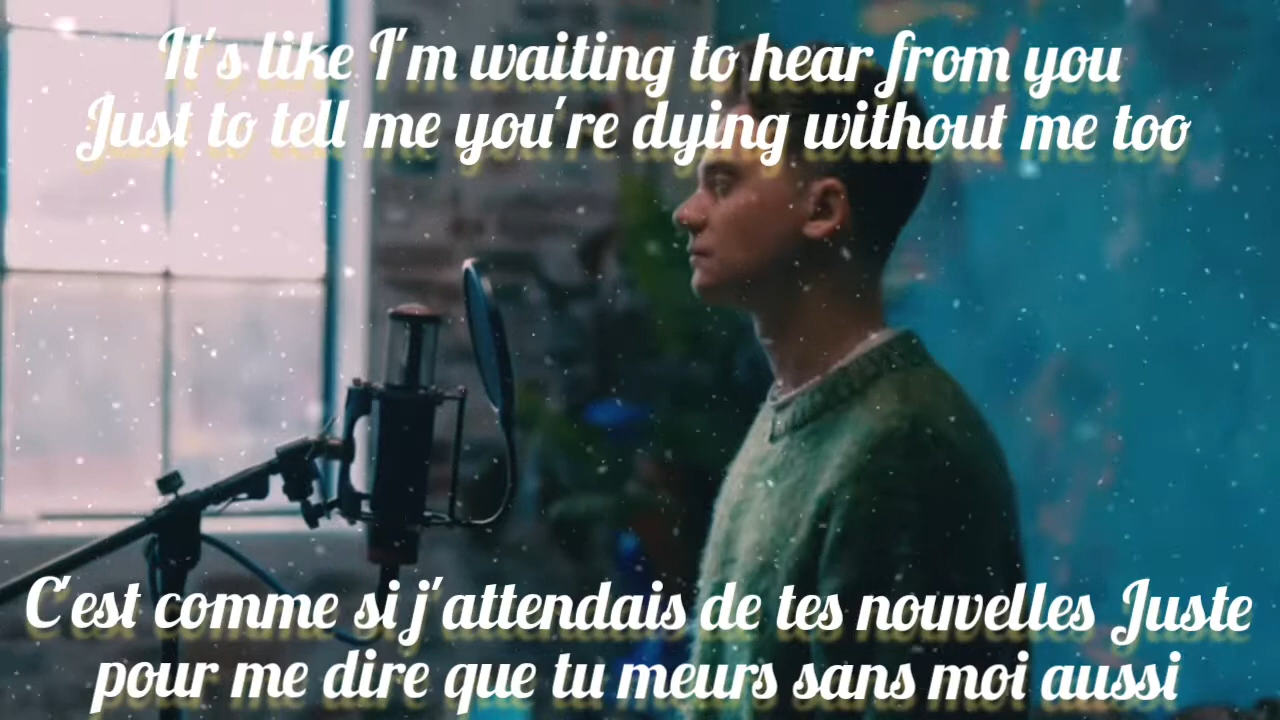 It's like I'm waiting to hear from you
Just to tell me you're dying without me too
C'est comme si j'attendais de tes nouvelles Juste
pour me dire que tu meurs sans moi aussi